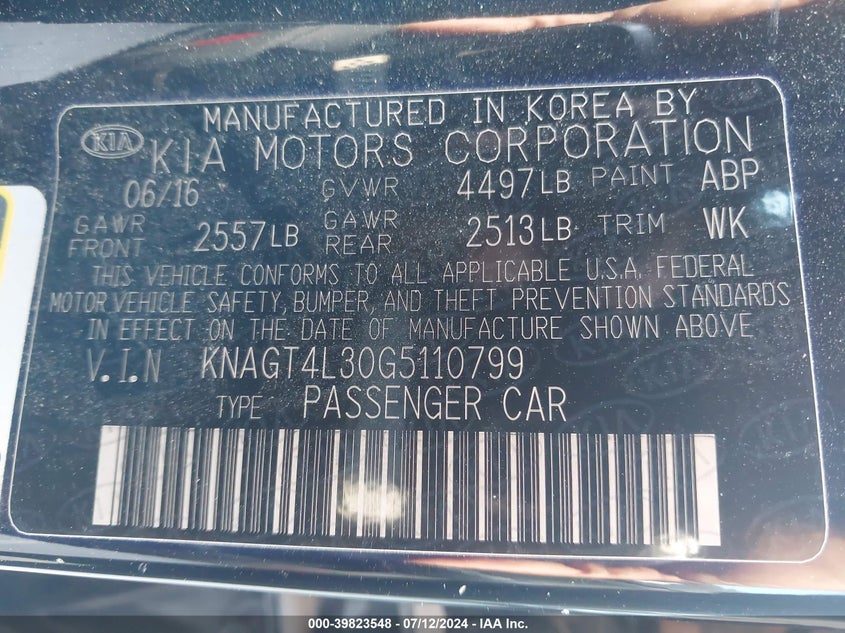 MANUFACTURED IN KOREA BY
KIA KIA MOTORS CORPORATION
06/16 GVWR 4497LB PAINT ABP
GAWR FRONT 2557LB GAWR REAR 2513LB TRIM WK
THIS VEHICLE CONFORMS TO ALL APPLICABLE U.S.A. FEDERAL
MOTOR VEHICLE SAFETY, BUMPER, AND THEFT PREVENTION STANDARDS
IN EFFECT ON THE DATE OF MANUFACTURE SHOWN ABOVE
V.I.N KNAGT4L30G5110799
TYPE PASSENGER CAR
000-39823548 - 07/12/2024 - IAAI.com